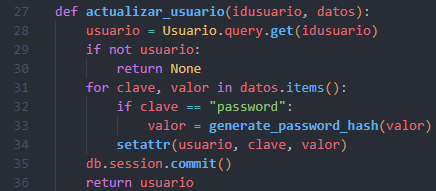 27 def actualizar_usuario(idusuario, datos):
28     usuario = Usuario.query.get(idusuario)
29     if not usuario:
30         return None
31     for clave, valor in datos.items():
32         if clave == "password":
33             valor = generate_password_hash(valor)
34         setattr(usuario, clave, valor)
35     db.session.commit()
36     return usuario